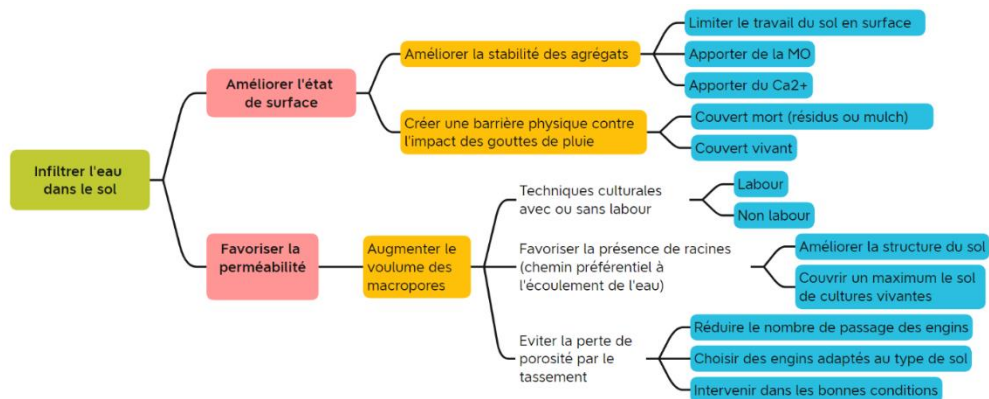 Infiltrer l'eau
dans le sol
Améliorer l'état
de surface
Améliorer la stabilité des agrégats
Limiter le travail du sol en surface
Apporter de la MO
Apporter du Ca2+
Créer une barrière physique contre
l'impact des gouttes de pluie
Couvert mort (résidus ou mulch)
Couvert vivant
Favoriser la
perméabilité
Augmenter le
voulume des
macropores
Techniques culturales
avec ou sans labour
Labour
Non labour
Favoriser la présence de racines
(chemin préférentiel à
l'écoulement de l'eau)
Améliorer la structure du sol
Couvrir un maximum le sol
de cultures vivantes
Eviter la perte de
porosité par le
tassement
Réduire le nombre de passage des engins
Choisir des engins adaptés au type de sol
Intervenir dans les bonnes conditions